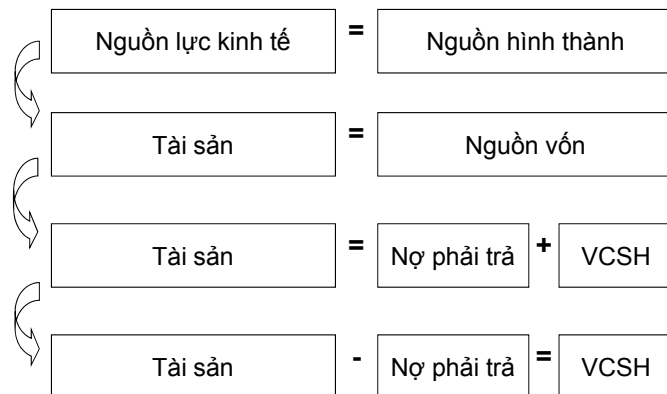 Nguồn lực kinh tế = Nguồn hình thành
Tài sản = Nguồn vốn
Tài sản = Nợ phải trả + VCSH
Tài sản - Nợ phải trả = VCSH